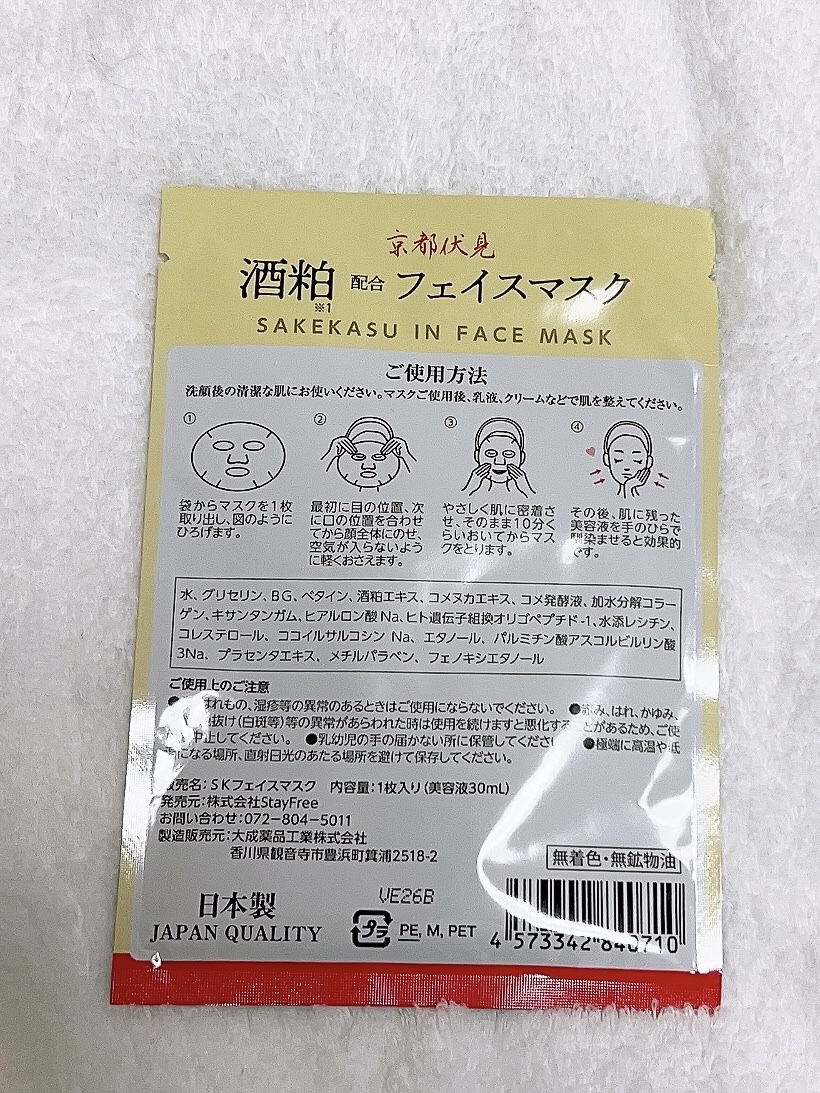 京都伏見
酒粕 配合 フェイスマスク
※1
SAKEKASU IN FACE MASK
ご使用方法
洗顔後の清潔な肌にお使いください。マスクご使用後、乳液、クリームなどで肌を整えてください。
①
袋からマスクを1枚
取り出し、図のように
ひろげます。
②
最初に目の位置、次
に口の位置を合わせ
てから顔全体にのせ、
空気が入らないよう
に軽くおさえます。
③
やさしく肌に密着さ
せ、そのまま10分く
らいおいてからマス
クをとります。
④
その後、肌に残った
美容液を手のひらで
馴染ませると効果的
です。
水、グリセリン、BG、ベタイン、酒粕エキス、コメヌカエキス、コメ発酵液、加水分解コラー
ゲン、キサンタンガム、ヒアルロン酸Na、ヒト遺伝子組換オリゴペプチド-1、水添レシチン、
コレステロール、ココイルサルコシン Na、エタノール、パルミチン酸アスコルビルリン酸
3Na、プラセンタエキス、メチルパラベン、フェノキシエタノール
ご使用上のご注意
はれもの、湿疹等の異常のあるときはご使用にならないでください。 ●赤み、はれ、かゆみ、
抜け(白斑等)等の異常があらわれた時は使用を続けますと悪化する とがあるため、ご使
中止してください。 ●乳幼児の手の届かない所に保管してください ●極端に高温や低
になる場所、直射日光のあたる場所を避けて保存してください。
販売名：SKフェイスマスク 内容量：1枚入り(美容液30mL)
発売元：株式会社StayFree
お問い合わせ：072-804-5011
製造販売元：大成薬品工業株式会社
香川県観音寺市豊浜町箕浦2518-2
無着色・無鉱物油
日本製
JAPAN QUALITY
VE26B
プラ
PE, M, PET
4 573342 840710